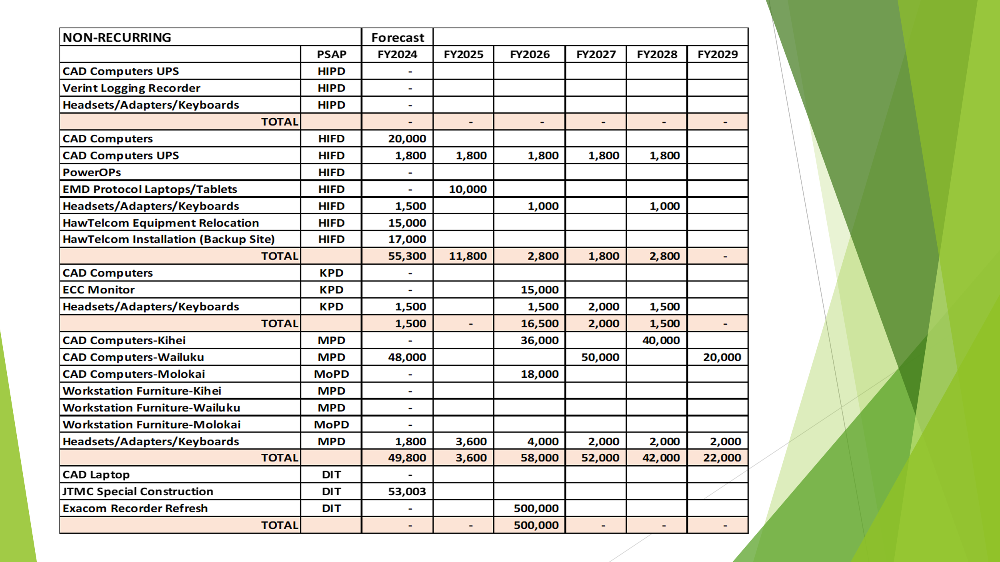 NON-RECURRING Forecast
PSAP FY2024 FY2025 FY2026 FY2027 FY2028 FY2029
CAD Computers UPS HIPD -
Verint Logging Recorder HIPD -
Headsets/Adapters/Keyboards HIPD -
TOTAL - - - - - -
CAD Computers HIFD 20,000
CAD Computers UPS HIFD 1,800 1,800 1,800 1,800 1,800
PowerOPs HIFD -
EMD Protocol Laptops/Tablets HIFD - 10,000
Headsets/Adapters/Keyboards HIFD 1,500 1,000 1,000
HawTelcom Equipment Relocation HIFD 15,000
HawTelcom Installation (Backup Site) HIFD 17,000
TOTAL 55,300 11,800 2,800 1,800 2,800 -
CAD Computers KPD -
ECC Monitor KPD - 15,000
Headsets/Adapters/Keyboards KPD 1,500 1,500 2,000 1,500
TOTAL 1,500 - 16,500 2,000 1,500 -
CAD Computers-Kihei MPD - 36,000 40,000
CAD Computers-Wailuku MPD 48,000 50,000 20,000
CAD Computers-Molokai MoPD - 18,000
Workstation Furniture-Kihei MPD -
Workstation Furniture-Wailuku MPD -
Workstation Furniture-Molokai MoPD -
Headsets/Adapters/Keyboards MPD 1,800 3,600 4,000 2,000 2,000 2,000
TOTAL 49,800 3,600 58,000 52,000 42,000 22,000
CAD Laptop DIT -
JTMC Special Construction DIT 53,003
Exacom Recorder Refresh DIT - 500,000
TOTAL - - 500,000 - - -